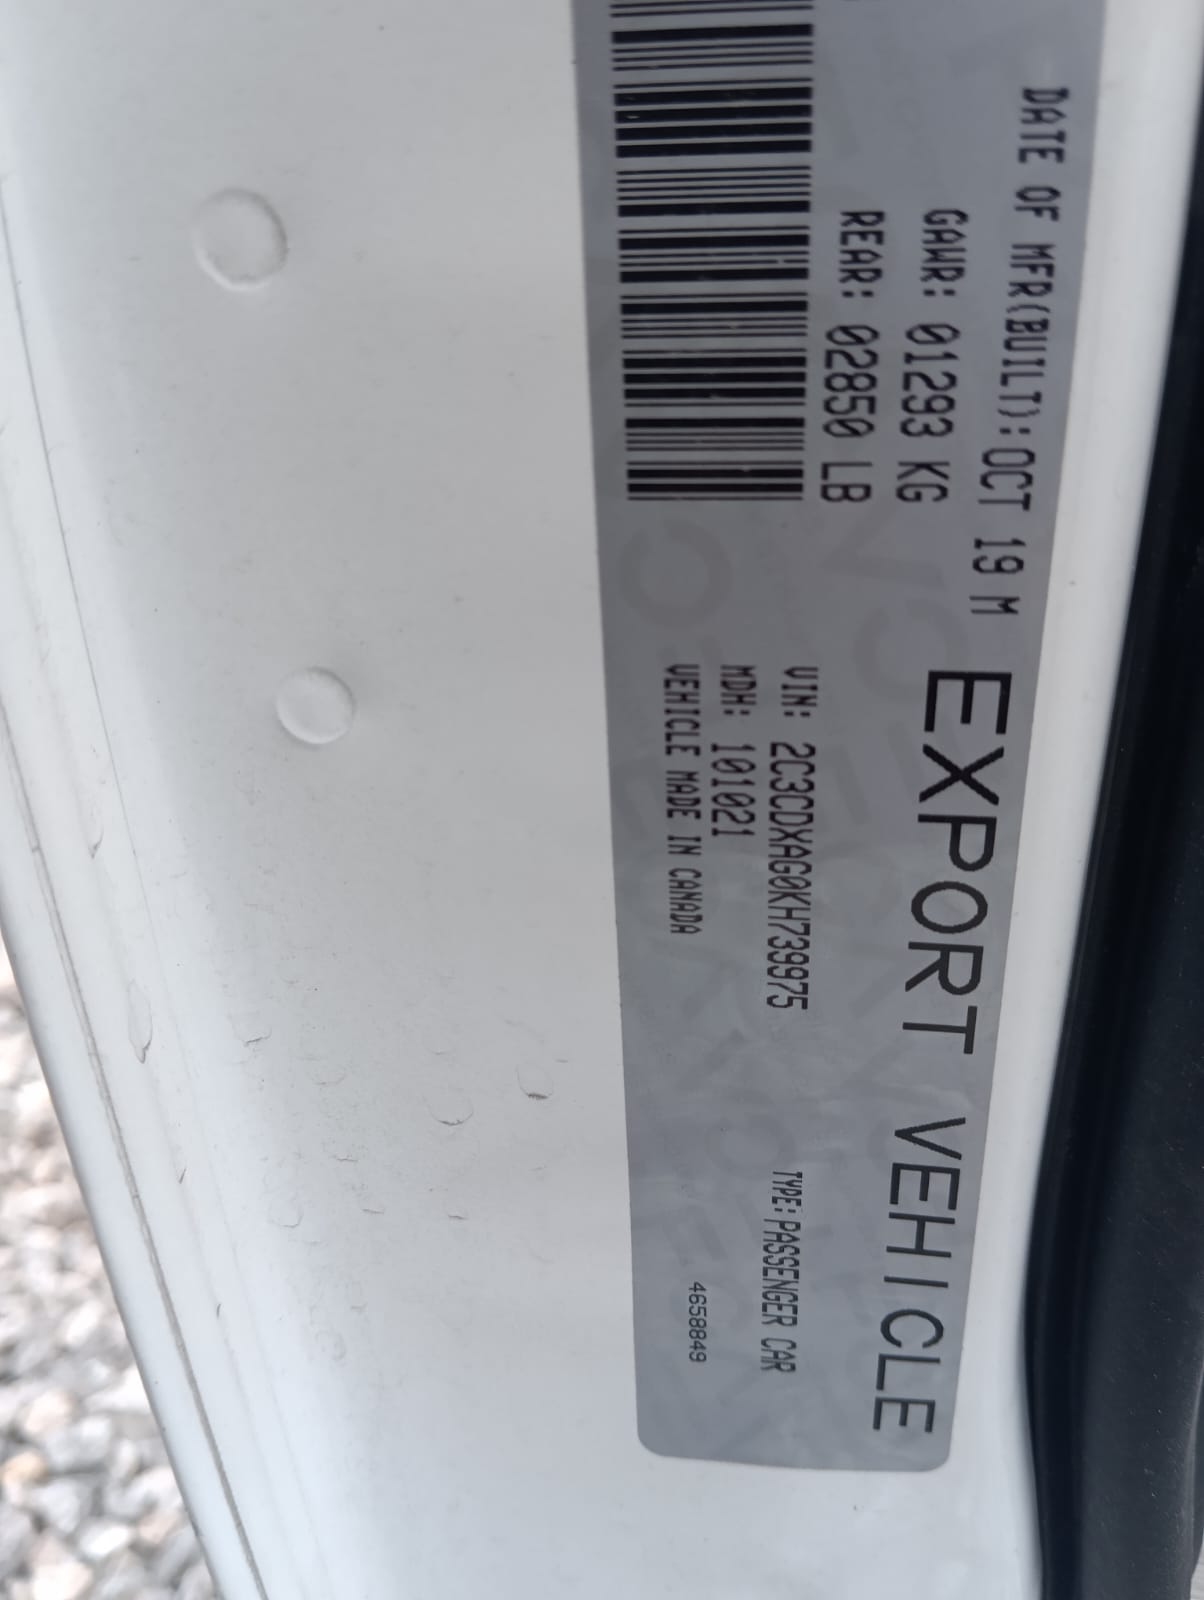 DATE OF MFR(BUILT):OCT 19 M
GAWR: 01293 KG
REAR: 02850 LB
EXPORT VEHICLE
VIN: 2C3CDXAG0KH739975
TYPE:PASSENGER CAR
MDH: 101021
VEHICLE MADE IN CANADA
4658849